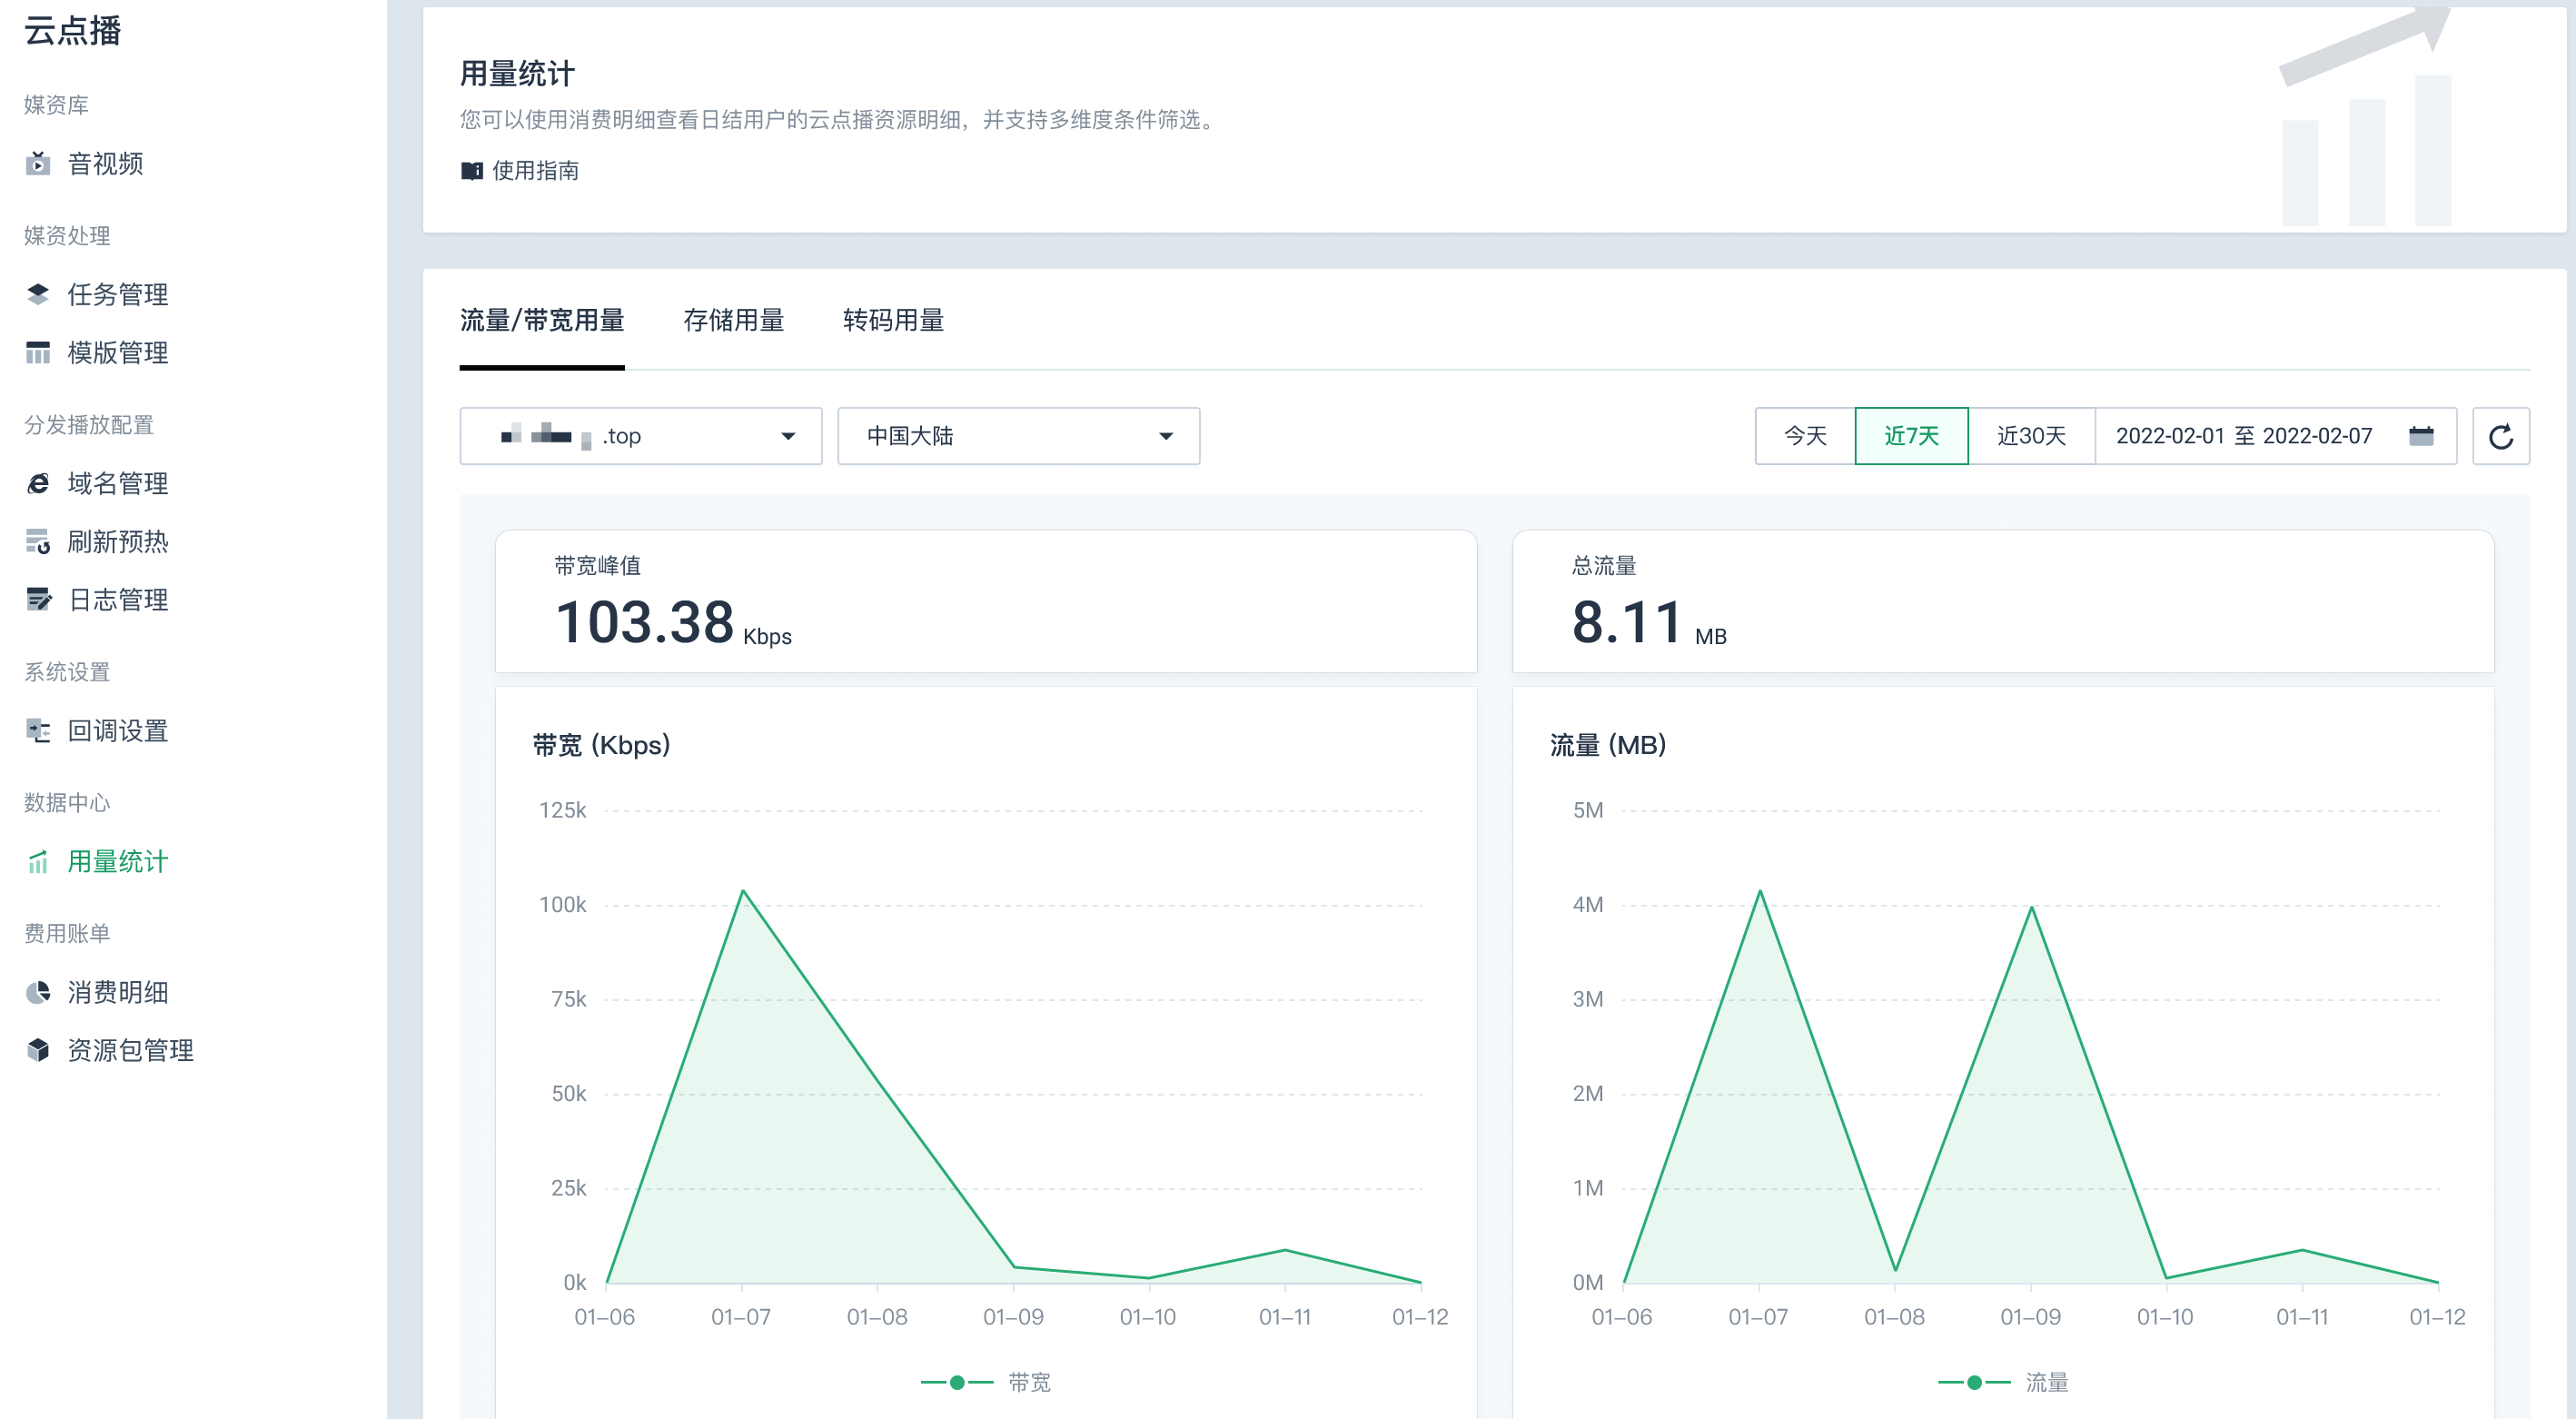 云点播
媒资库
音视频
媒资处理
任务管理
模版管理
分发播放配置
域名管理
刷新预热
日志管理
系统设置
回调设置
数据中心
用量统计
费用账单
消费明细
资源包管理
用量统计
您可以使用消费明细查看日结用户的云点播资源明细，并支持多维度条件筛选。
使用指南
流量/带宽用量 存储用量 转码用量
.top 中国大陆 今天 近7天 近30天 2022-02-01 至 2022-02-07
带宽峰值
103.38 Kbps
总流量
8.11 MB
带宽 (Kbps)
125k
100k
75k
50k
25k
0k
01-06 01-07 01-08 01-09 01-10 01-11 01-12
带宽
流量 (MB)
5M
4M
3M
2M
1M
0M
01-06 01-07 01-08 01-09 01-10 01-11 01-12
流量